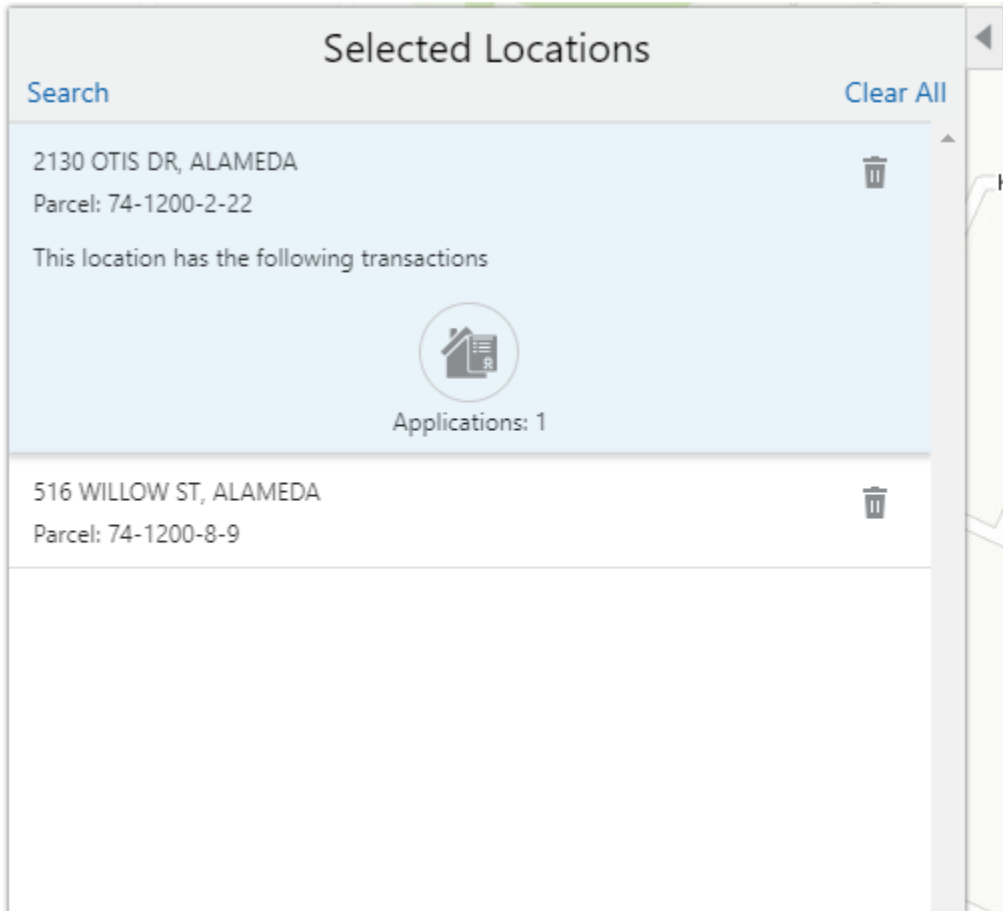 Selected Locations
Search
Clear All
2130 OTIS DR, ALAMEDA
Parcel: 74-1200-2-22
This location has the following transactions
Applications: 1
516 WILLOW ST, ALAMEDA
Parcel: 74-1200-8-9